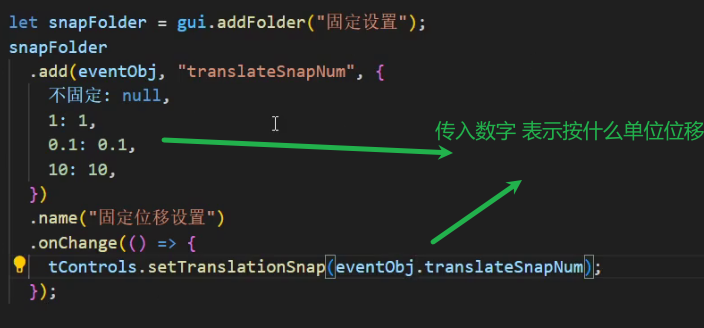 let snapFolder = gui.addFolder("固定设置");
snapFolder
.add(eventObj, "translateSnapNum", {
不固定: null,
1: 1,
0.1: 0.1,
10: 10,
})
.name("固定位移设置")
.onChange(() => {
tControls.setTranslationSnap(eventObj.translateSnapNum);
});
传入数字 表示按什么单位位移